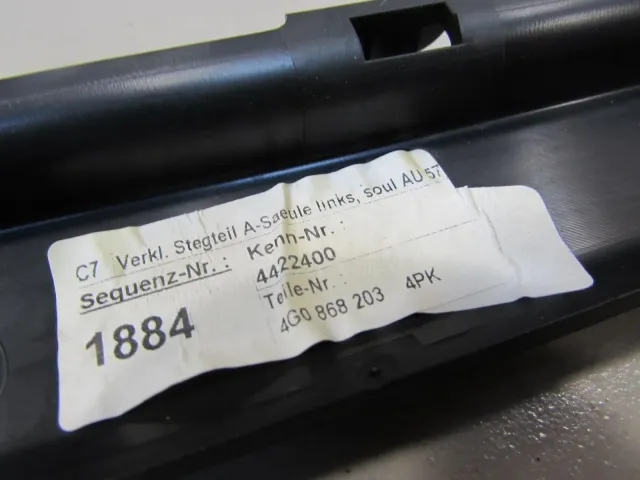 C7 Verkl. Stegteil A-Saeule links, soul AU 57
Sequenz-Nr.: Kenn-Nr.:
1884 4422400
Teile-Nr.:
4G0 868 203 4PK